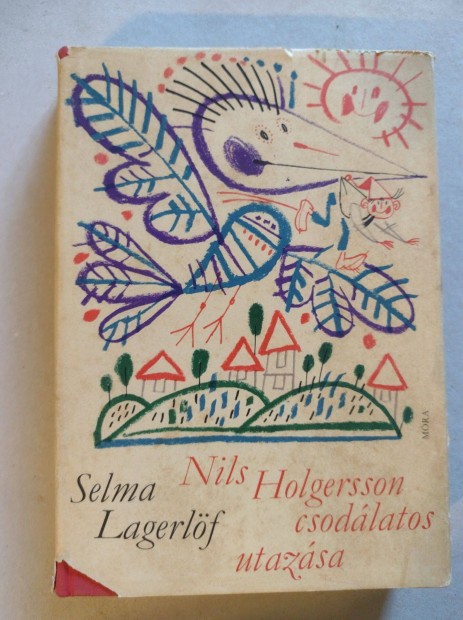 MÓRA
Selma
Lagerlöf
Nils
Holgersson
csodálatos
utazása